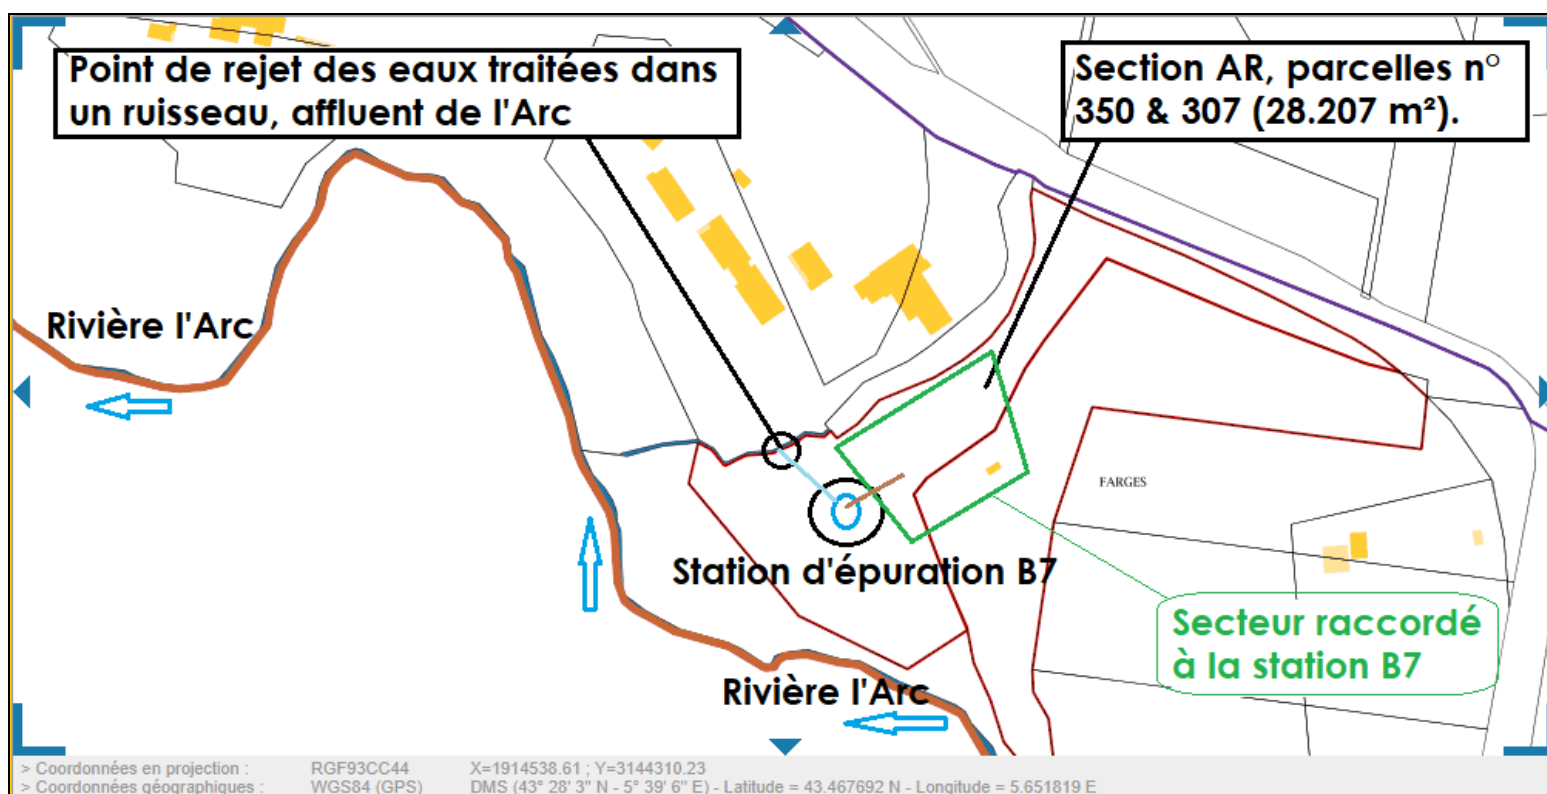 Point de rejet des eaux traitées dans
un ruisseau, affluent de l'Arc
Section AR, parcelles n°
350 & 307 (28.207 m²).
Rivière l'Arc
FARGES
Station d'épuration B7
Secteur raccordé
à la station B7
Rivière l'Arc
> Coordonnées en projection : RGF93CC44 X=1914538.61 ; Y=3144310.23
> Coordonnées géographiques : WGS84 (GPS) DMS (43° 28' 3" N - 5° 39' 6" E) - Latitude = 43.467692 N - Longitude = 5.651819 E